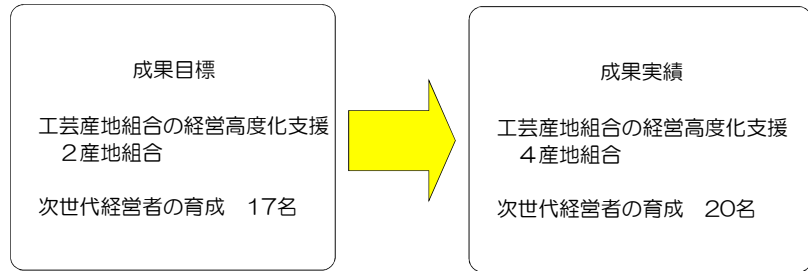 成果目標
工芸産地組合の経営高度化支援
２産地組合
次世代経営者の育成　17名
成果実績
工芸産地組合の経営高度化支援
４産地組合
次世代経営者の育成　20名